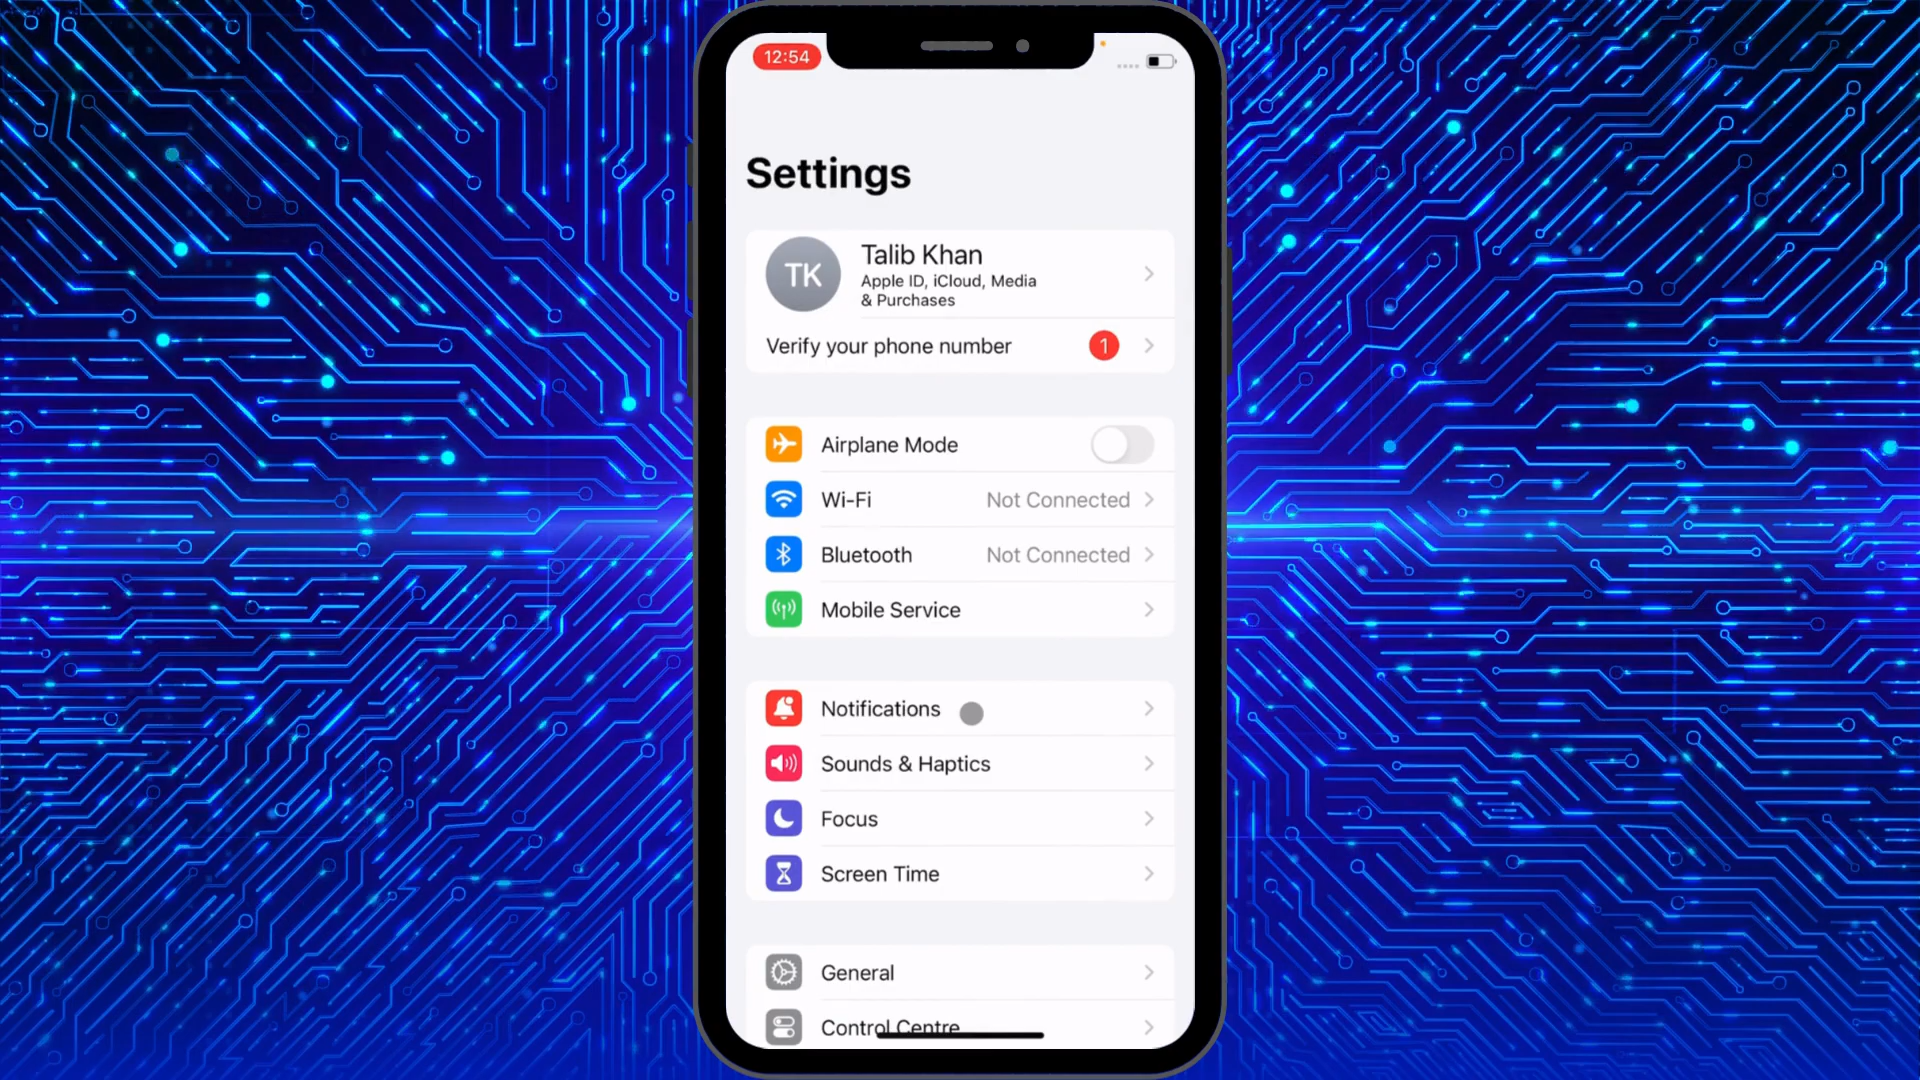 12:54
Settings
TK
Talib Khan
Apple ID, iCloud, Media
& Purchases
Verify your phone number 1
Airplane Mode
Wi-Fi Not Connected
Bluetooth Not Connected
Mobile Service
Notifications
Sounds & Haptics
Focus
Screen Time
General
Control Centre